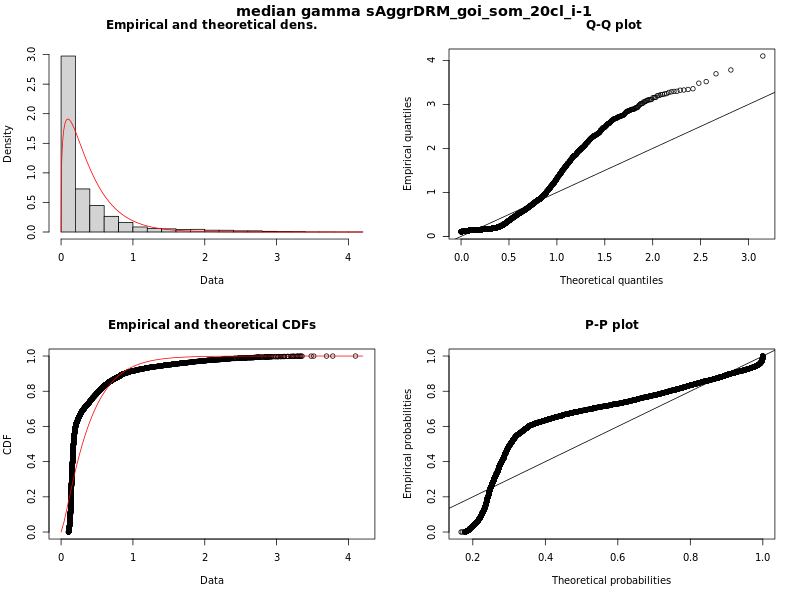 median gamma sAggrDRM_goi_som_20cl_i-1
Empirical and theoretical dens.
Density
0.0 0.5 1.0 1.5 2.0 2.5 3.0
0 1 2 3 4
Data
Q-Q plot
Empirical quantiles
0 1 2 3 4
0.0 0.5 1.0 1.5 2.0 2.5 3.0
Theoretical quantiles
Empirical and theoretical CDFs
CDF
0.0 0.2 0.4 0.6 0.8 1.0
0 1 2 3 4
Data
P-P plot
Empirical probabilities
0.0 0.2 0.4 0.6 0.8 1.0
0.2 0.4 0.6 0.8 1.0
Theoretical probabilities